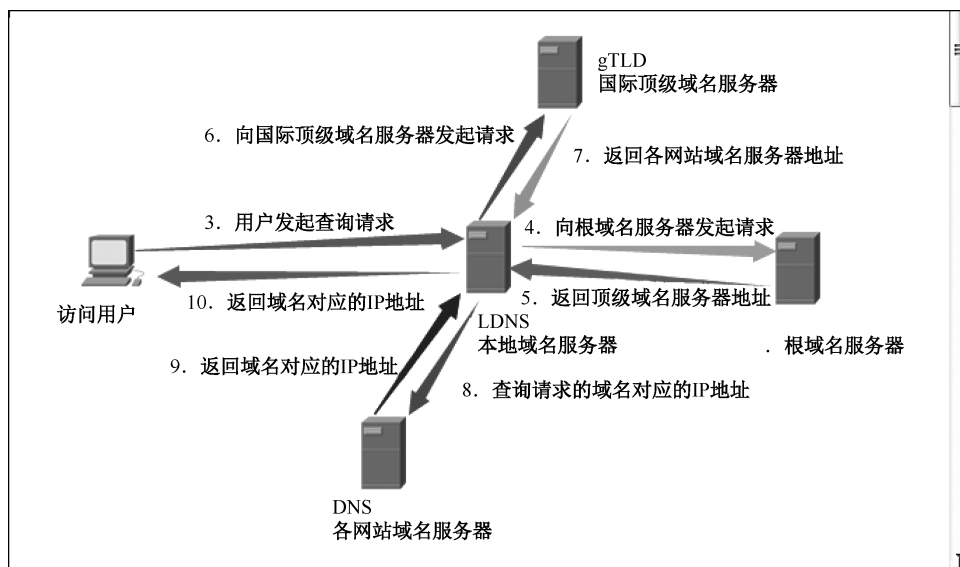 gTLD
国际顶级域名服务器
6. 向国际顶级域名服务器发起请求
7. 返回各网站域名服务器地址
3. 用户发起查询请求
4. 向根域名服务器发起请求
访问用户
10. 返回域名对应的IP地址
5. 返回顶级域名服务器地址
LDNS
本地域名服务器
. 根域名服务器
9. 返回域名对应的IP地址
8. 查询请求的域名对应的IP地址
DNS
各网站域名服务器